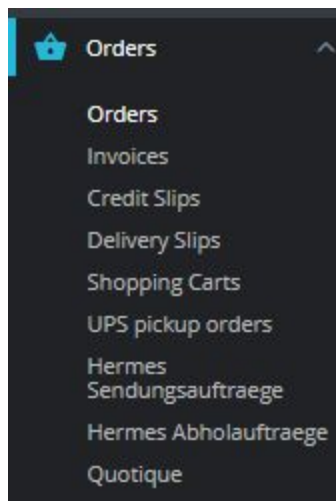 Orders
Orders
Invoices
Credit Slips
Delivery Slips
Shopping Carts
UPS pickup orders
Hermes
Sendungsauftraege
Hermes Abholauftraege
Quotique